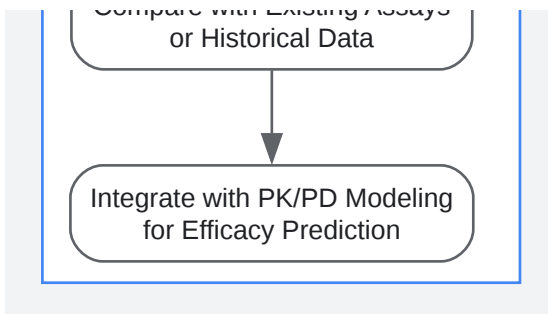 Compare with Existing Assays
or Historical Data
Integrate with PK/PD Modeling
for Efficacy Prediction